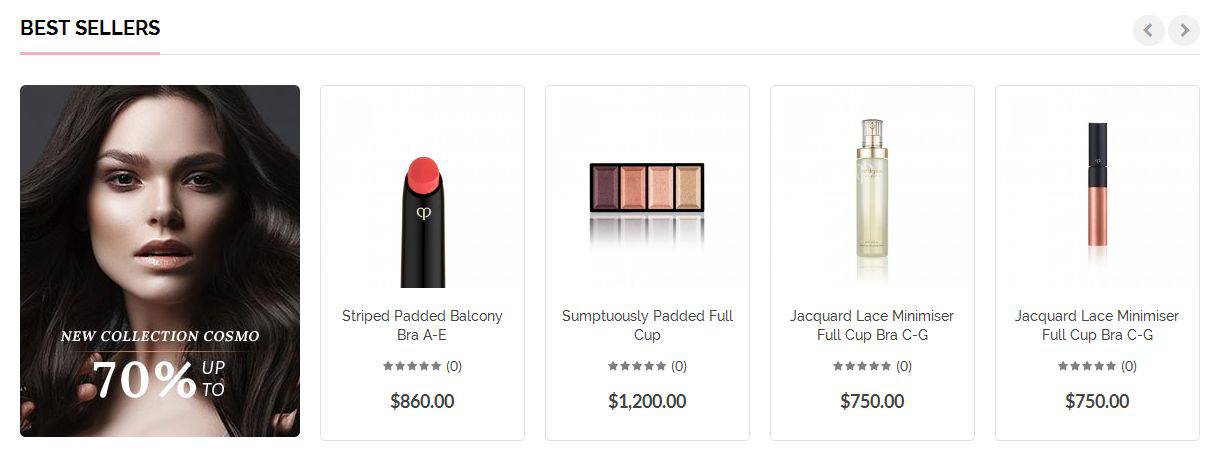 BEST SELLERS
NEW COLLECTION COSMO
70% UP
TO
Striped Padded Balcony
Bra A-E
(0)
$860.00
Sumptuously Padded Full
Cup
(0)
$1,200.00
Jacquard Lace Minimiser
Full Cup Bra C-G
(0)
$750.00
Jacquard Lace Minimiser
Full Cup Bra C-G
(0)
$750.00